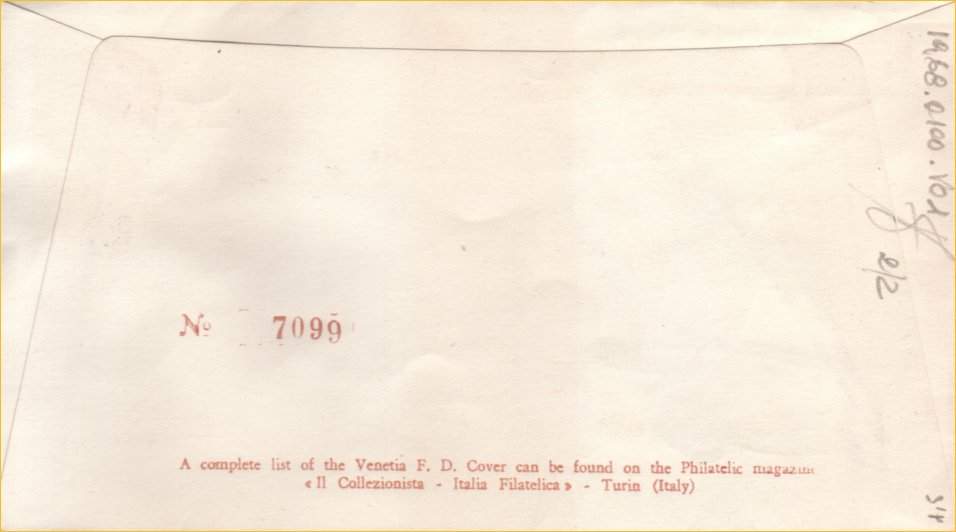 1968.0100.V01
2/2
Nº 7099
A complete list of the Venetia F. D. Cover can be found on the Philatelic magazine
« Il Collezionista - Italia Filatelica » - Turin (Italy)